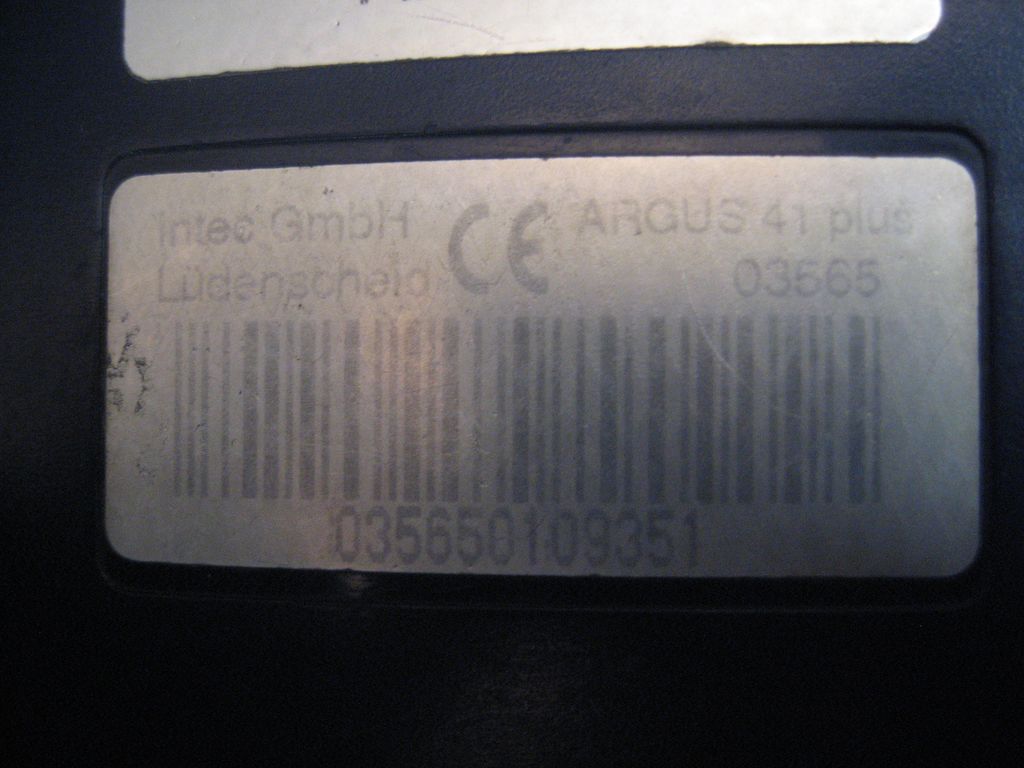 intec GmbH CE ARGUS 41 plus
Lüdenscheid 03565
035650109351